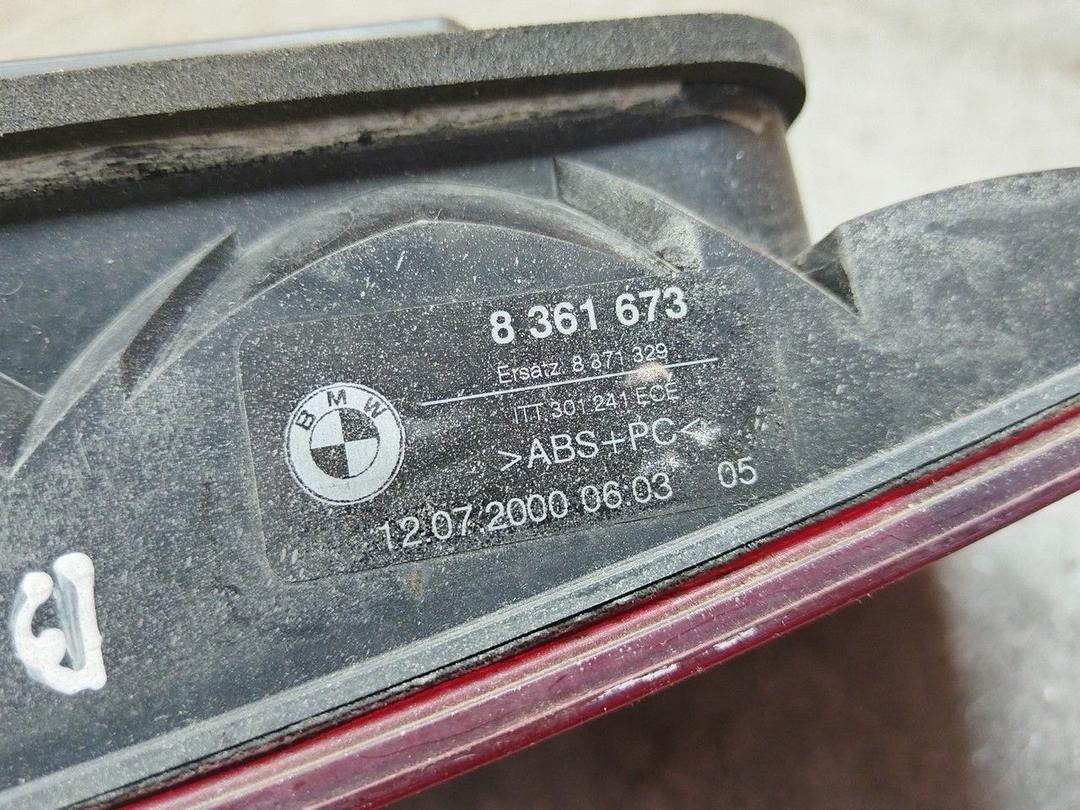 8 361 673
Ersatz: 8 371 329
BMW
ITT 301 241 ECE
>ABS+PC<
12.07.2000 06:03 05